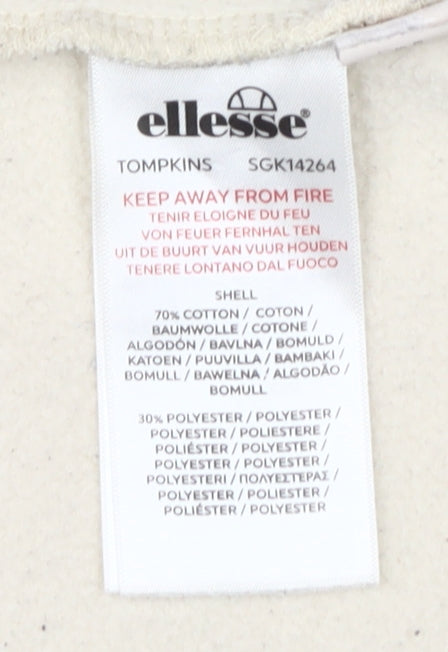 ellesse®
TOMPKINS SGK14264
KEEP AWAY FROM FIRE
TENIR ELOIGNE DU FEU
VON FEUER FERNHAL TEN
UIT DE BUURT VAN VUUR HOUDEN
TENERE LONTANO DAL FUOCO
SHELL
70% COTTON / COTON /
BAUMWOLLE / COTONE /
ALGODÓN / BAVLNA / BOMULD /
KATOEN / PUUVILLA / BAMBAKI /
BOMULL / BAWELNA / ALGODÃO /
BOMULL
30% POLYESTER / POLYESTER /
POLYESTER / POLIESTERE /
POLIÉSTER / POLYESTER /
POLYESTER / POLYESTER /
POLYESTERI / ΠΟΛΥΕΣΤΕΡΑΣ /
POLYESTER / POLIESTER /
POLIÉSTER / POLYESTER